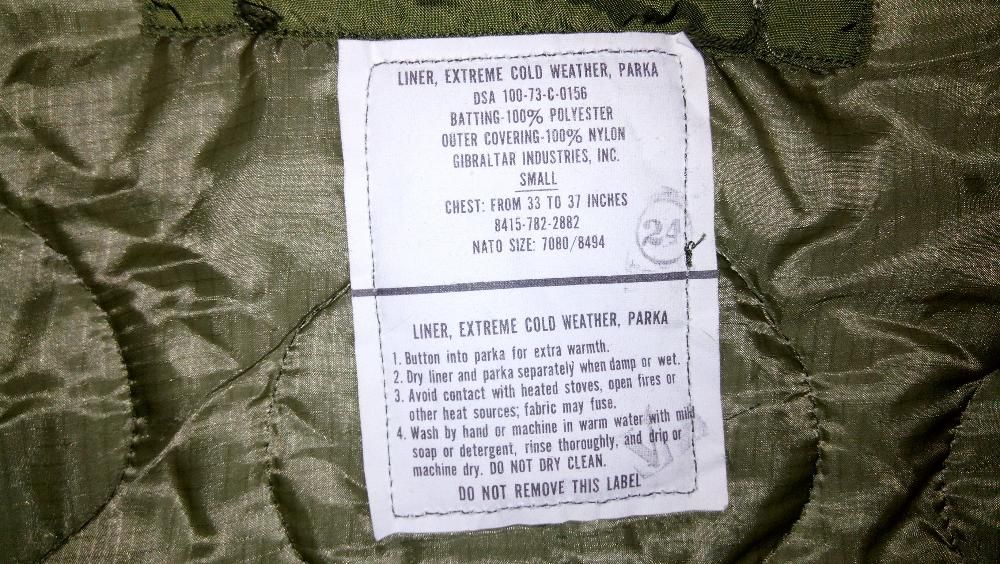 LINER, EXTREME COLD WEATHER, PARKA
DSA 100-73-C-0156
BATTING-100% POLYESTER
OUTER COVERING-100% NYLON
GIBRALTAR INDUSTRIES, INC.
SMALL
CHEST: FROM 33 TO 37 INCHES
8415-782-2882
NATO SIZE: 7080/8494
24
LINER, EXTREME COLD WEATHER, PARKA
1. Button into parka for extra warmth.
2. Dry liner and parka separately when damp or wet.
3. Avoid contact with heated stoves, open fires or
other heat sources; fabric may fuse.
4. Wash by hand or machine in warm water with mild
soap or detergent, rinse thoroughly, and drip or
machine dry. DO NOT DRY CLEAN.
DO NOT REMOVE THIS LABEL